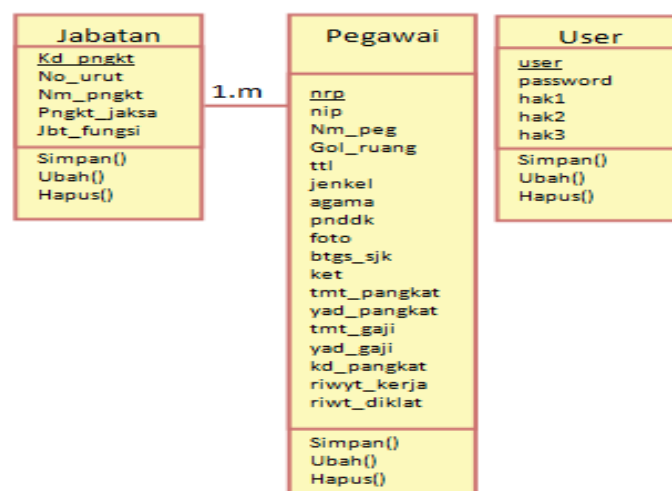 Jabatan
Kd_pngkt
No_urut
Nm_pngkt
Pngkt_jaksa
Jbt_fungsi
Simpan()
Ubah()
Hapus()
1.m
Pegawai
nrp
nip
Nm_peg
Gol_ruang
ttl
jenkel
agama
pnddk
foto
btgs_sjk
ket
tmt_pangkat
yad_pangkat
tmt_gaji
yad_gaji
kd_pangkat
riwyt_kerja
riwt_diklat
Simpan()
Ubah()
Hapus()
User
user
password
hak1
hak2
hak3
Simpan()
Ubah()
Hapus()